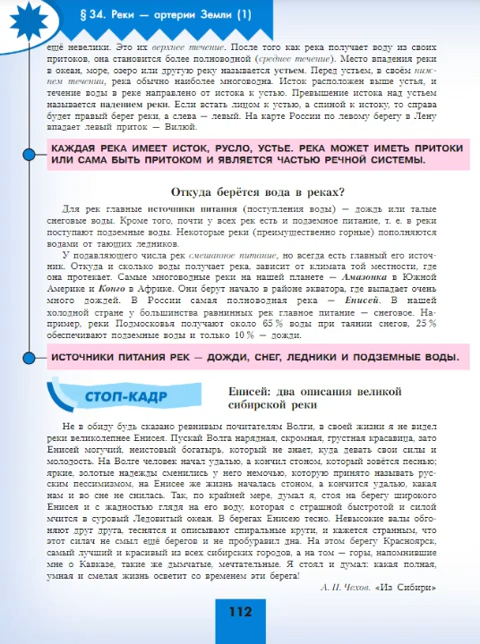 § 34. Реки — артерии Земли (1)
ещё невелики. Это их верхнее течение. После того как река получает воду из своих
притоков, она становится более полноводной (среднее течение). Место впадения реки
в океан, море, озеро или другую реку называется устьем. Перед устьем, в своём ниж-
нем течении, река обычно наиболее многоводна. Исток расположен выше устья, и
течение воды в реке направлено от истока к устью. Превышение истока над устьем
называется падением реки. Если встать лицом к устью, а спиной к истоку, то справа
будет правый берег реки, а слева — левый. На карте России по левому берегу в Лену
впадает левый приток — Вилюй.
КАЖДАЯ РЕКА ИМЕЕТ ИСТОК, РУСЛО, УСТЬЕ. РЕКА МОЖЕТ ИМЕТЬ ПРИТОКИ
ИЛИ САМА БЫТЬ ПРИТОКОМ И ЯВЛЯЕТСЯ ЧАСТЬЮ РЕЧНОЙ СИСТЕМЫ.
Откуда берётся вода в реках?
Для рек главные источники питания (поступления воды) — дождь или талые
снеговые воды. Кроме того, почти у всех рек есть и подземное питание, т. е. в реки
поступают подземные воды. Некоторые реки (преимущественно горные) пополняются
водами от тающих ледников.
У подавляющего числа рек смешанное питание, но всегда есть главный его источ-
ник. Откуда и сколько воды получает река, зависит от климата той местности, где
она протекает. Самые многоводные реки на нашей планете — Амазонка в Южной
Америке и Конго в Африке. Они берут начало в районе экватора, где выпадает очень
много дождей. В России самая полноводная река — Енисей. В нашей
холодной стране у большинства равнинных рек главное питание — снеговое. На-
пример, реки Подмосковья получают около 65 % воды при таянии снегов, 25 %
обеспечивают подземные воды и только 10 % — дожди.
ИСТОЧНИКИ ПИТАНИЯ РЕК — ДОЖДИ, СНЕГ, ЛЕДНИКИ И ПОДЗЕМНЫЕ ВОДЫ.
СТОП-КАДР
Енисей: два описания великой
сибирской реки
Не в обиду будь сказано ревнивым почитателям Волги, в своей жизни я не видел
реки великолепнее Енисея. Пускай Волга нарядная, скромная, грустная красавица, зато
Енисей могучий, неистовый богатырь, который не знает, куда девать свои силы и
молодость. На Волге человек начал удалью, а кончил стоном, который зовётся песнью;
яркие, золотые надежды сменились у него немочью, которую принято называть рус-
ским пессимизмом, на Енисее же жизнь началась стоном, а кончится удалью, какая
нам и во сне не снилась. Так, по крайней мере, думал я, стоя на берегу широкого
Енисея и с жадностью глядя на его воду, которая с страшной быстротой и силой
мчится в суровый Ледовитый океан. В берегах Енисею тесно. Невысокие валы обго-
няют друг друга, теснятся и описывают спиральные круги, и кажется странным, что
этот силач не смыл ещё берегов и не пробуравил дна. На этом берегу Красноярск,
самый лучший и красивый из всех сибирских городов, а на том — горы, напомнившие
мне о Кавказе, такие же дымчатые, мечтательные. Я стоял и думал: какая полная,
умная и смелая жизнь осветит со временем эти берега!
А. П. Чехов. «Из Сибири»
112